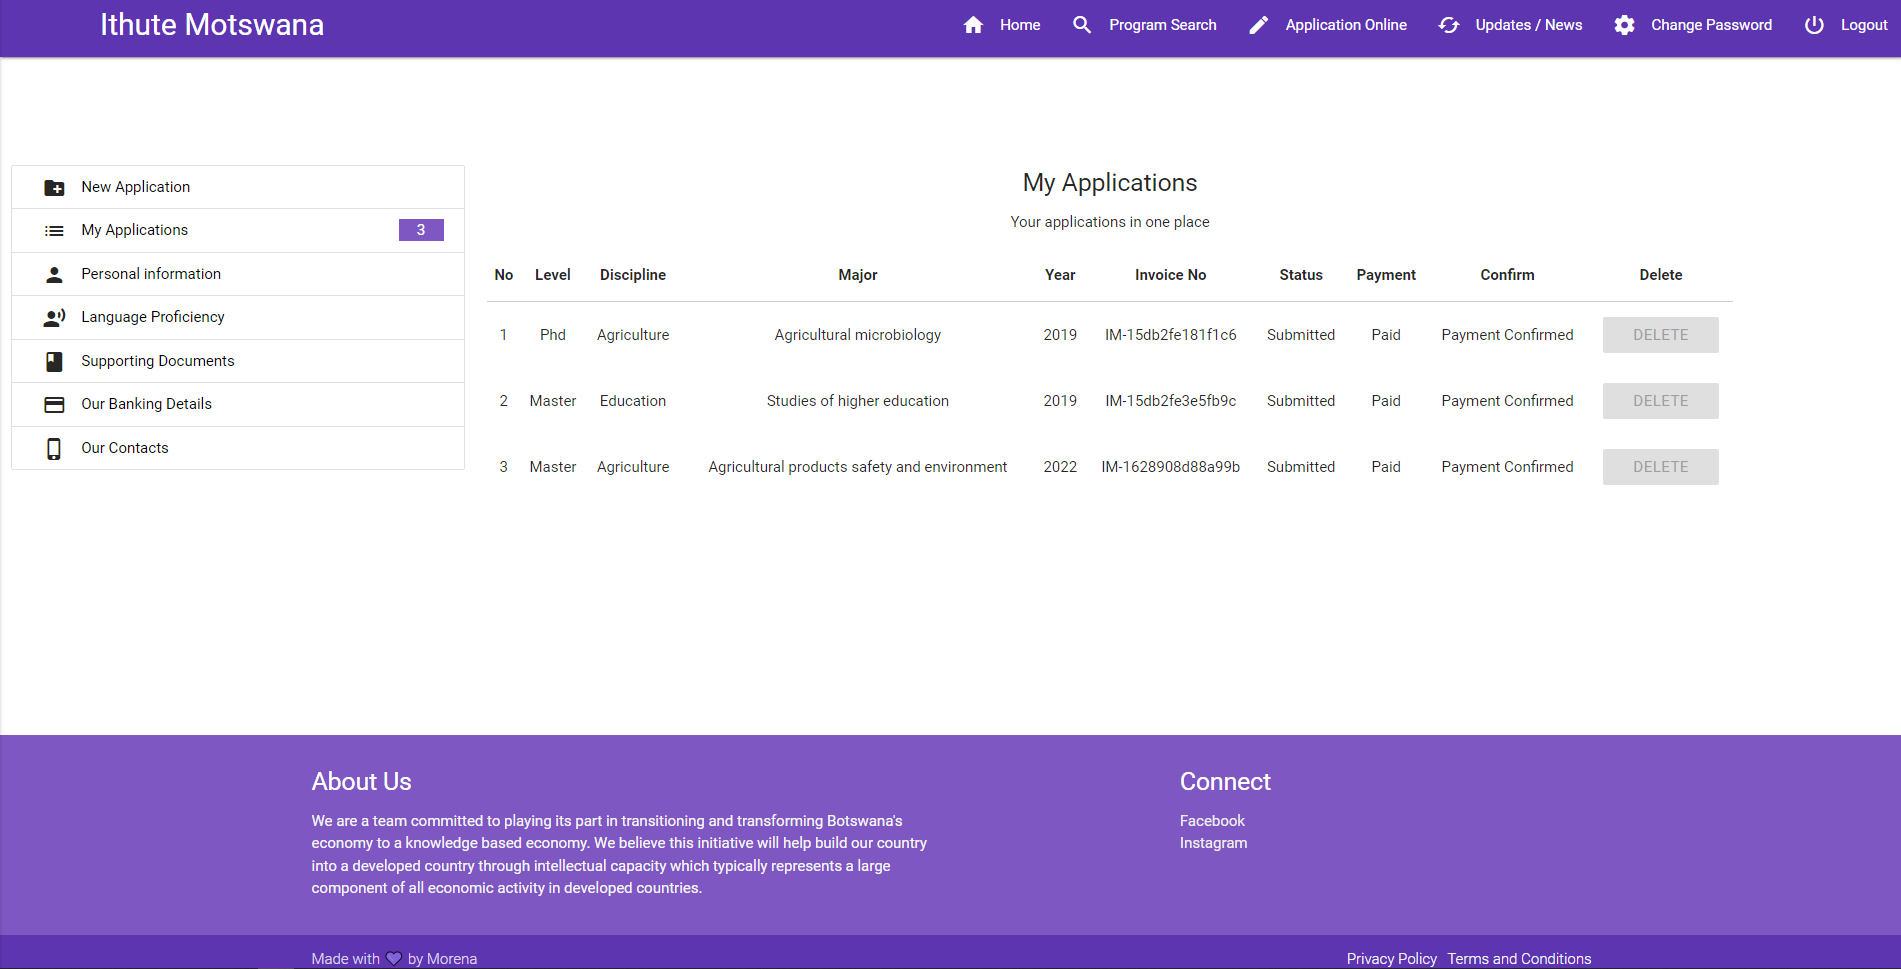 Ithute Motswana
Home Program Search Application Online Updates / News Change Password Logout
New Application
My Applications 3
Personal information
Language Proficiency
Supporting Documents
Our Banking Details
Our Contacts
My Applications
Your applications in one place
No Level Discipline Major Year Invoice No Status Payment Confirm Delete
1 Phd Agriculture Agricultural microbiology 2019 IM-15db2fe181f1c6 Submitted Paid Payment Confirmed DELETE
2 Master Education Studies of higher education 2019 IM-15db2fe3e5fb9c Submitted Paid Payment Confirmed DELETE
3 Master Agriculture Agricultural products safety and environment 2022 IM-1628908d88a99b Submitted Paid Payment Confirmed DELETE
About Us
We are a team committed to playing its part in transitioning and transforming Botswana's
economy to a knowledge based economy. We believe this initiative will help build our country
into a developed country through intellectual capacity which typically represents a large
component of all economic activity in developed countries.
Connect
Facebook
Instagram
Made with by Morena
Privacy Policy Terms and Conditions